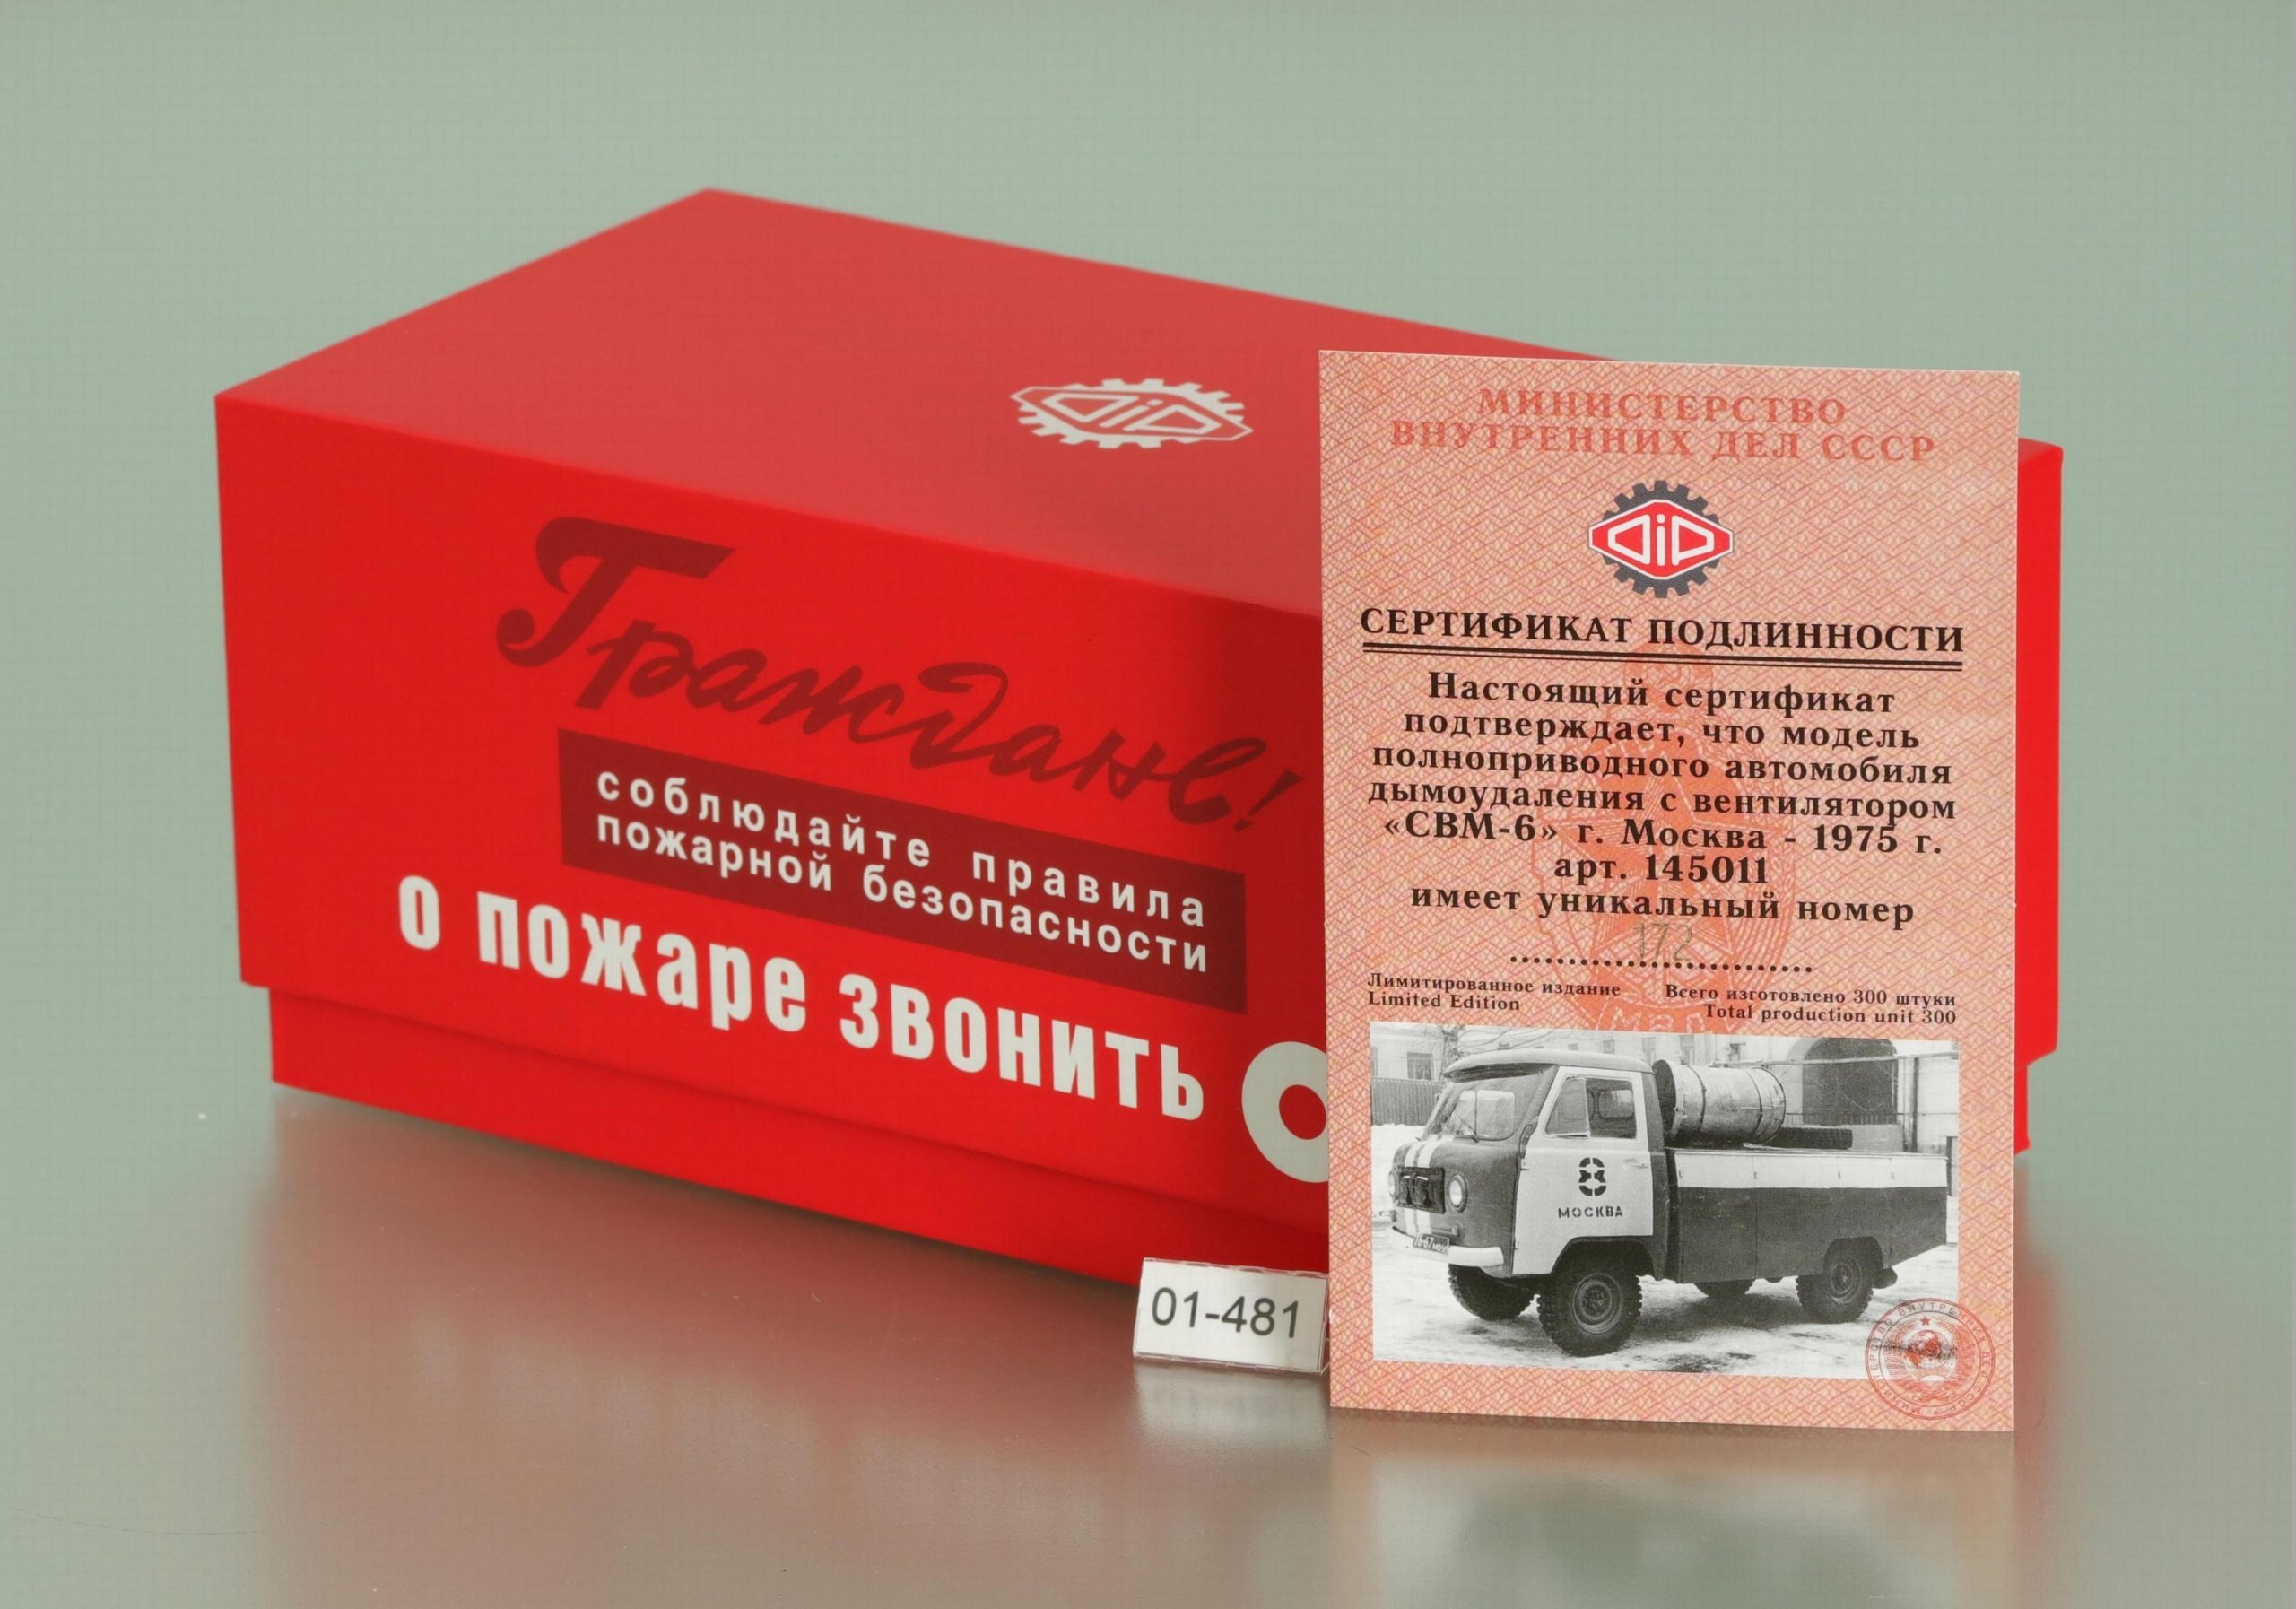 DiP
Граждане!
соблюдайте правила
пожарной безопасности
о пожаре звонить
01-481
МИНИСТЕРСТВО
ВНУТРЕННИХ ДЕЛ СССР
DiP
СЕРТИФИКАТ ПОДЛИННОСТИ
Настоящий сертификат
подтверждает, что модель
полноприводного автомобиля
дымоудаления с вентилятором
«СВМ-6» г. Москва - 1975 г.
арт. 145011
имеет уникальный номер
172
Лимитированное издание
Limited Edition
Всего изготовлено 300 штуки
Total production unit 300
МОСКВА